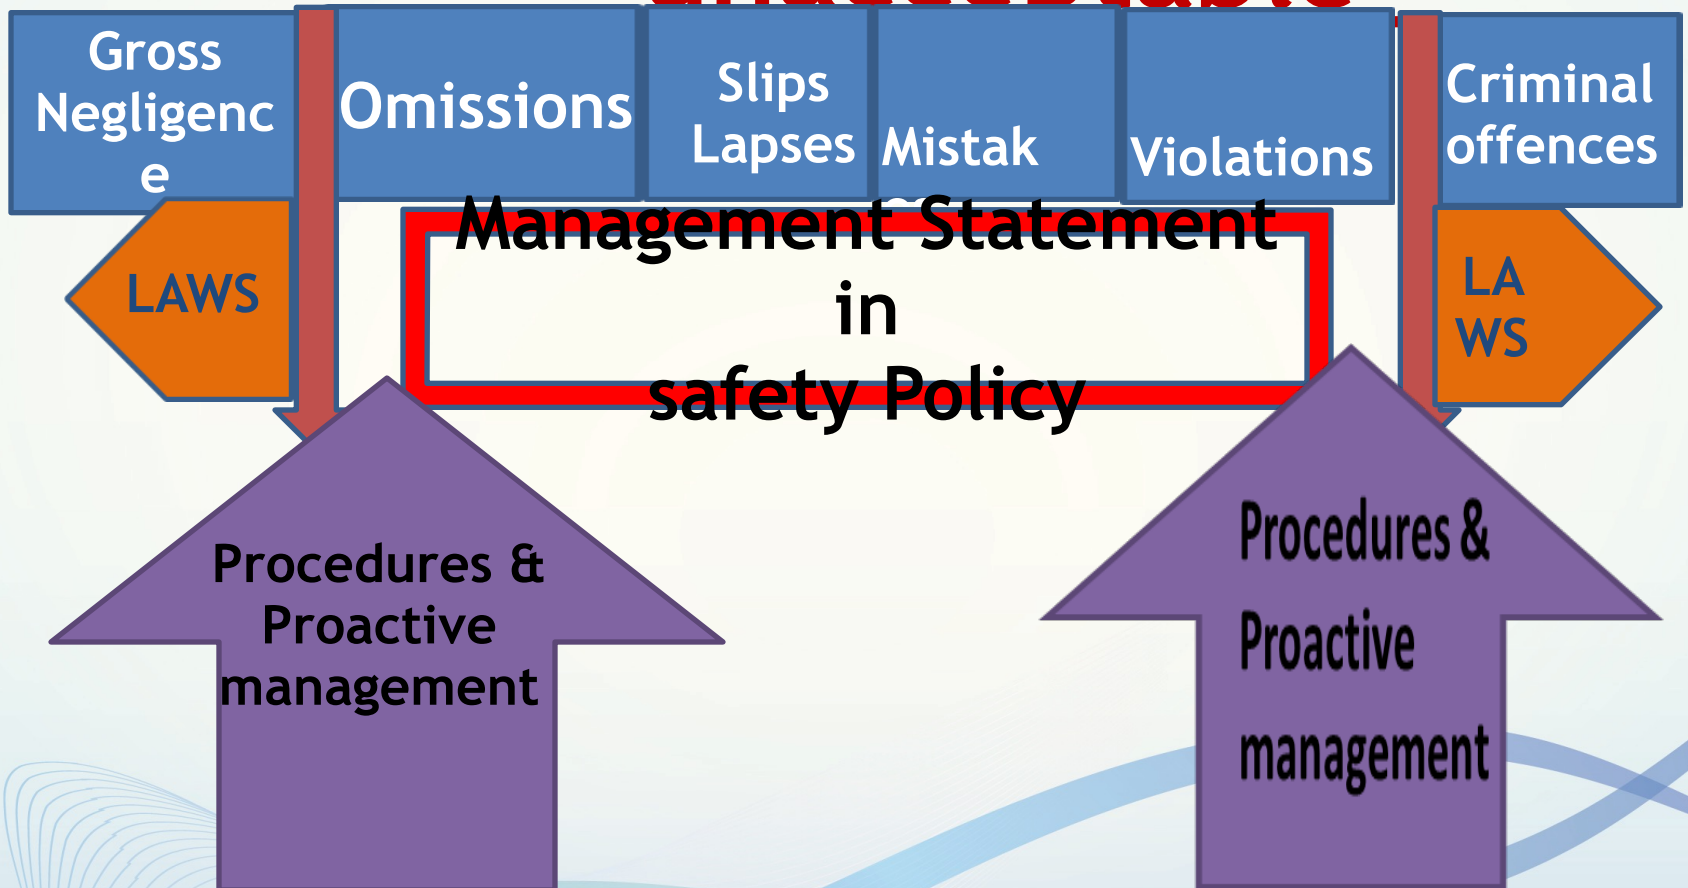 unacceptable
Gross
Negligenc
e
Omissions
Slips
Lapses
Mistak
Violations
Criminal
offences
LAWS
Management Statement
in
safety Policy
LA
WS
Procedures &
Proactive
management
Procedures &
Proactive
management